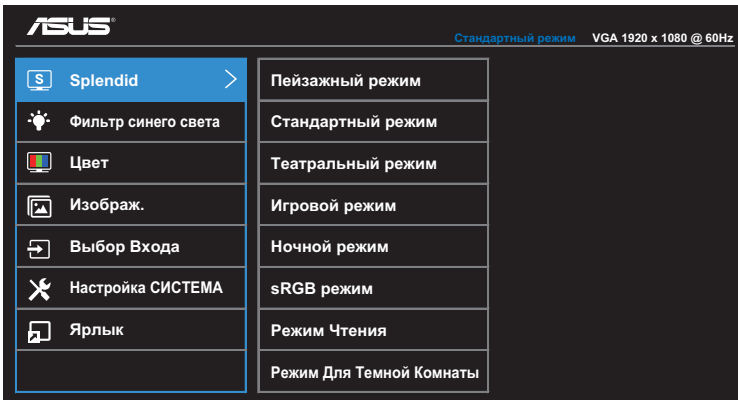 ASUS
Стандартный режим VGA 1920 x 1080 @ 60Hz
S Splendid
Фильтр синего света
Цвет
Изображ.
Выбор Входа
Настройка СИСТЕМА
Ярлык
Пейзажный режим
Стандартный режим
Театральный режим
Игровой режим
Ночной режим
sRGB режим
Режим Чтения
Режим Для Темной Комнаты